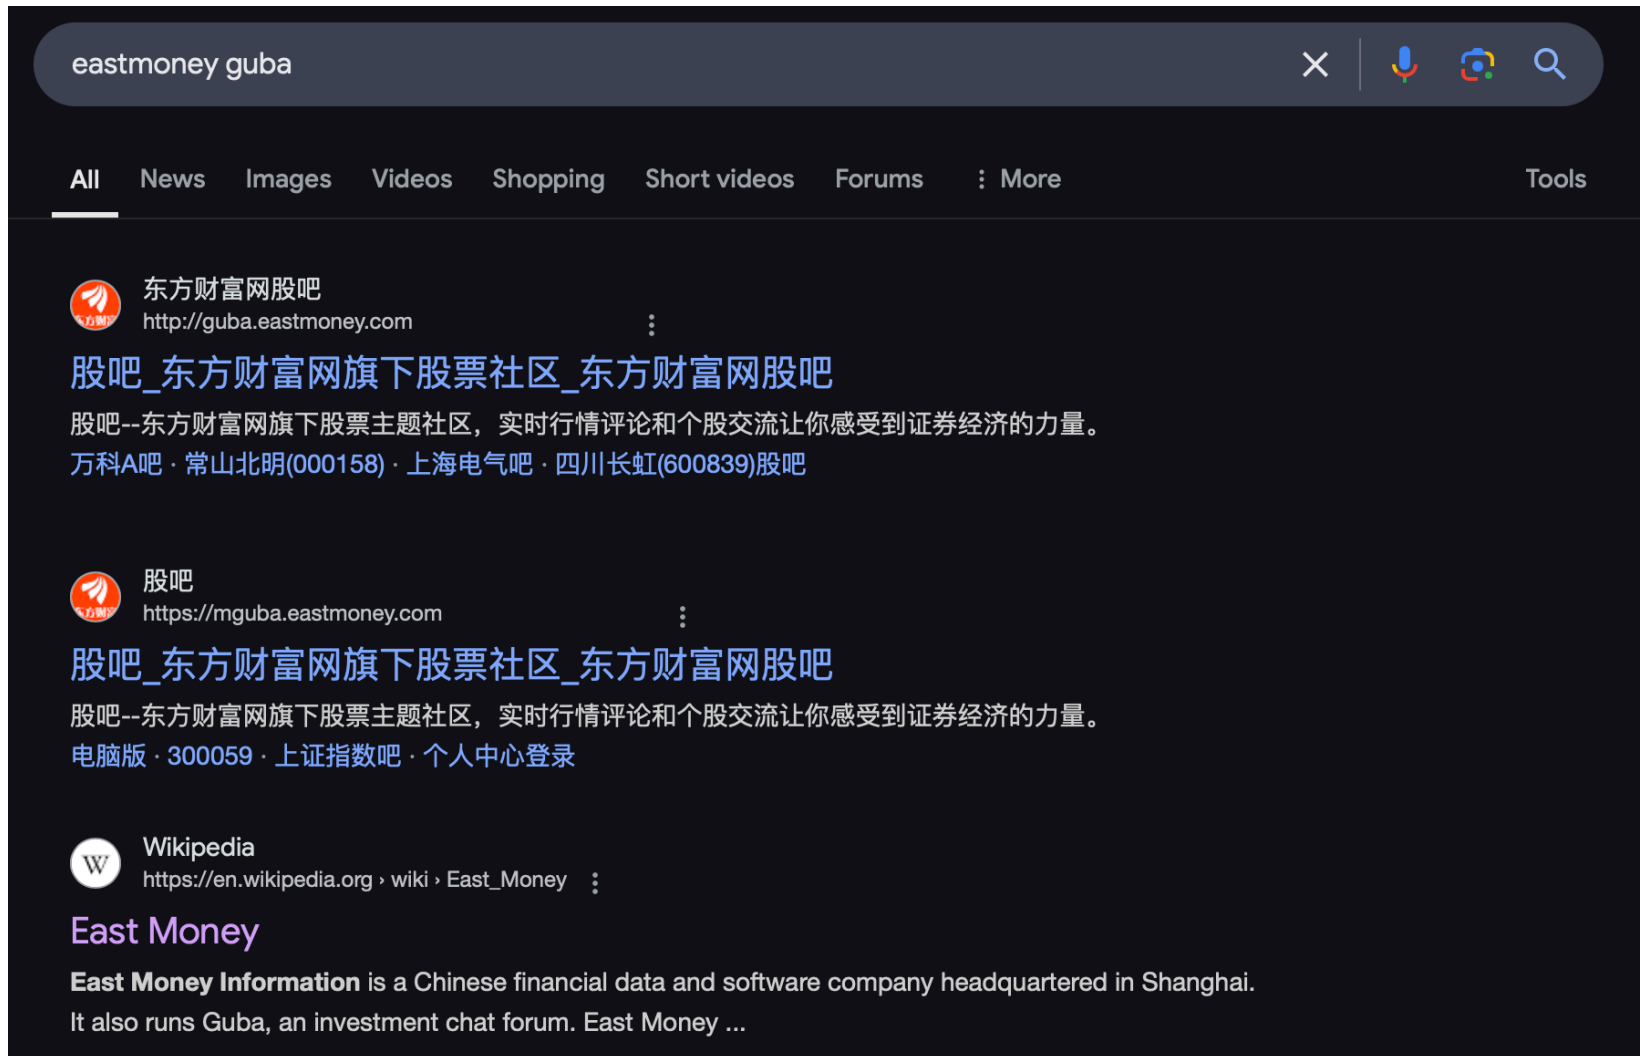 eastmoney guba
All News Images Videos Shopping Short videos Forums More Tools
东方财富网股吧
http://guba.eastmoney.com
股吧_东方财富网旗下股票社区_东方财富网股吧
股吧--东方财富网旗下股票主题社区，实时行情评论和个股交流让你感受到证券经济的力量。
万科A吧 · 常山北明(000158) · 上海电气吧 · 四川长虹(600839)股吧
股吧
https://mguba.eastmoney.com
股吧_东方财富网旗下股票社区_东方财富网股吧
股吧--东方财富网旗下股票主题社区，实时行情评论和个股交流让你感受到证券经济的力量。
电脑版 · 300059 · 上证指数吧 · 个人中心登录
W
Wikipedia
https://en.wikipedia.org › wiki › East_Money
East Money
East Money Information is a Chinese financial data and software company headquartered in Shanghai.
It also runs Guba, an investment chat forum. East Money ...